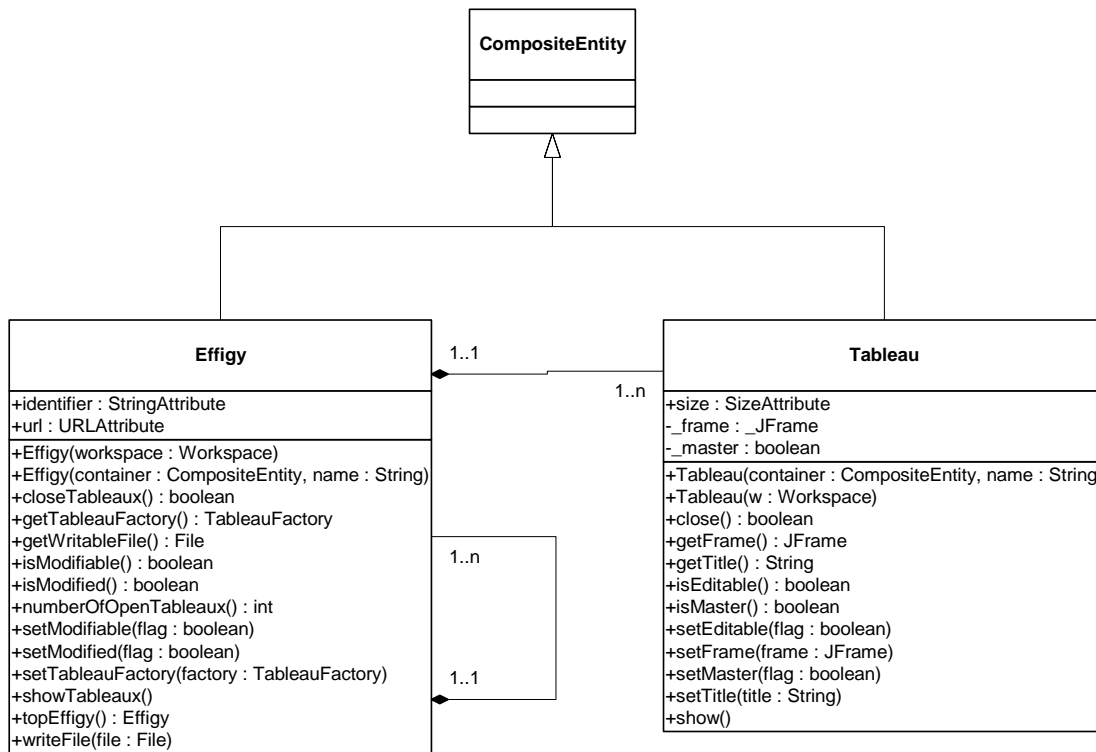 CompositeEntity
Effigy
+identifier : StringAttribute
+url : URLAttribute
+Effigy(workspace : Workspace)
+Effigy(container : CompositeEntity, name : String)
+closeTableaux() : boolean
+getTableauFactory() : TableauFactory
+getWritableFile() : File
+isModifiable() : boolean
+isModified() : boolean
+numberOfOpenTableaux() : int
+setModifiable(flag : boolean)
+setModified(flag : boolean)
+setTableauFactory(factory : TableauFactory)
+showTableaux()
+topEffigy() : Effigy
+writeFile(file : File)
1..1
1..n
1..n
1..1
Tableau
+size : SizeAttribute
-_frame : _JFrame
-_master : boolean
+Tableau(container : CompositeEntity, name : String
+Tableau(w : Workspace)
+close() : boolean
+getFrame() : JFrame
+getTitle() : String
+isEditable() : boolean
+isMaster() : boolean
+setEditable(flag : boolean)
+setFrame(frame : JFrame)
+setMaster(flag : boolean)
+setTitle(title : String)
+show()